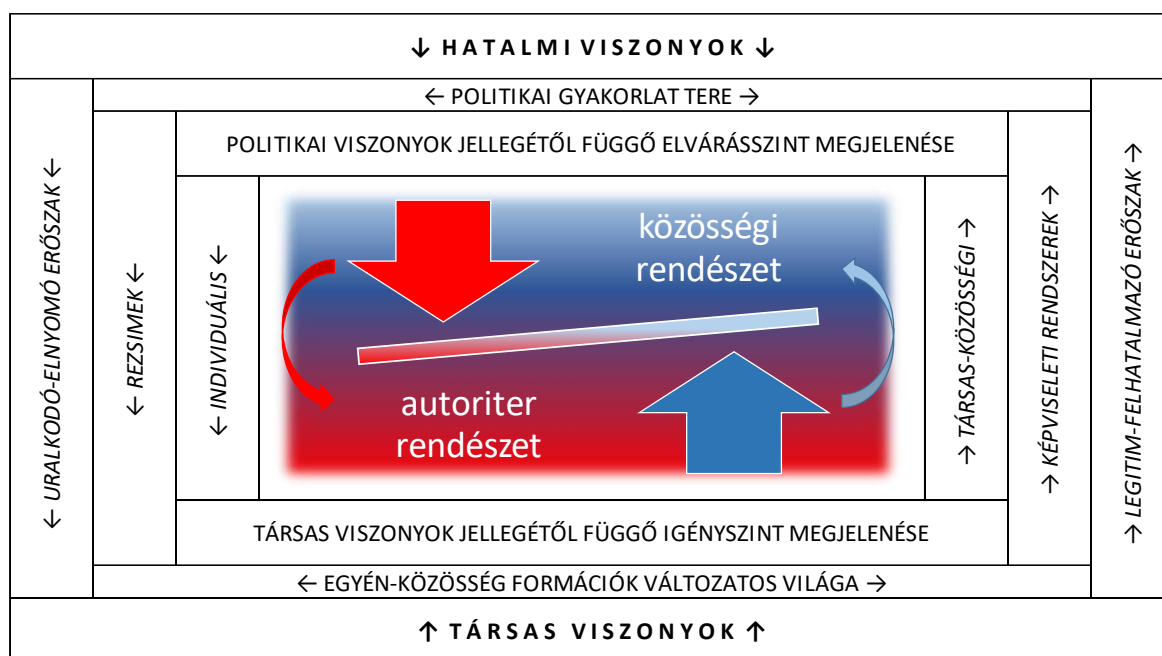 ↓ HATALMI VISZONYOK ↓
← POLITIKAI GYAKORLAT TERE →
POLITIKAI VISZONYOK JELLEGÉTŐL FÜGGŐ ELVÁRÁSSZINT MEGJELENÉSE
← URALKODÓ-ELNYOMÓ ERŐSZAK ←
← REZSIMEK ←
← INDIVIDUÁLIS ←
közösségi
rendészet
autoriter
rendészet
→ TÁRSAS-KÖZÖSSÉGI →
→ KÉPVISELETI RENDSZEREK →
→ LEGITIM-FELHATALMAZÓ ERŐSZAK →
TÁRSAS VISZONYOK JELLEGÉTŐL FÜGGŐ IGÉNYSZINT MEGJELENÉSE
← EGYÉN-KÖZÖSSÉG FORMÁCIÓK VÁLTOZATOS VILÁGA →
↑ TÁRSAS VISZONYOK ↑